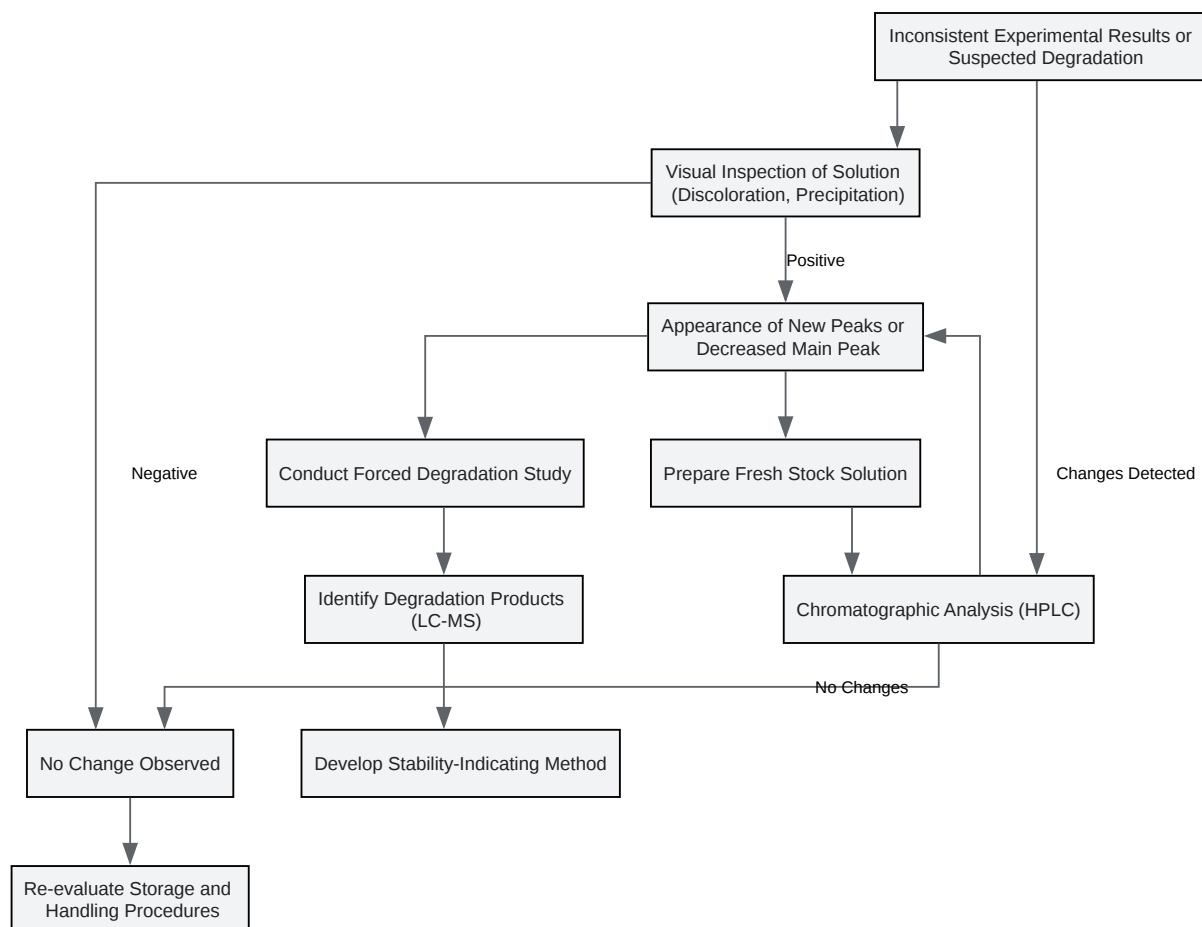 Inconsistent Experimental Results or
Suspected Degradation
Visual Inspection of Solution
(Discoloration, Precipitation)
Positive
Appearance of New Peaks or
Decreased Main Peak
Negative
Conduct Forced Degradation Study
Prepare Fresh Stock Solution
Changes Detected
Identify Degradation Products
(LC-MS)
Chromatographic Analysis (HPLC)
No Changes
No Change Observed
Develop Stability-Indicating Method
Re-evaluate Storage and
Handling Procedures